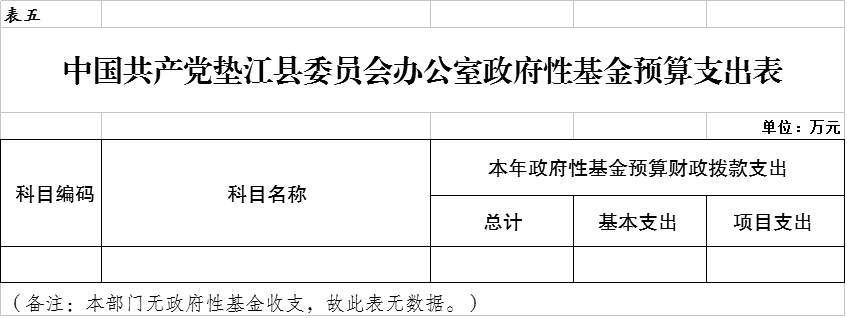 表五
中国共产党垫江县委员会办公室政府性基金预算支出表
单位：万元
科目编码 科目名称 本年政府性基金预算财政拨款支出
总计 基本支出 项目支出
（备注：本部门无政府性基金收支，故此表无数据。）